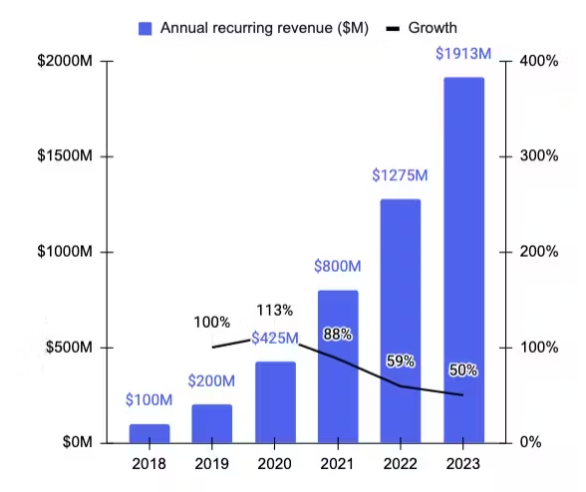 Annual recurring revenue ($M) Growth
$2000M
$1500M
$1000M
$500M
$0M
$100M
$200M
$425M
$800M
$1275M
$1913M
100%
113%
88%
59%
50%
400%
300%
200%
100%
0%
2018 2019 2020 2021 2022 2023